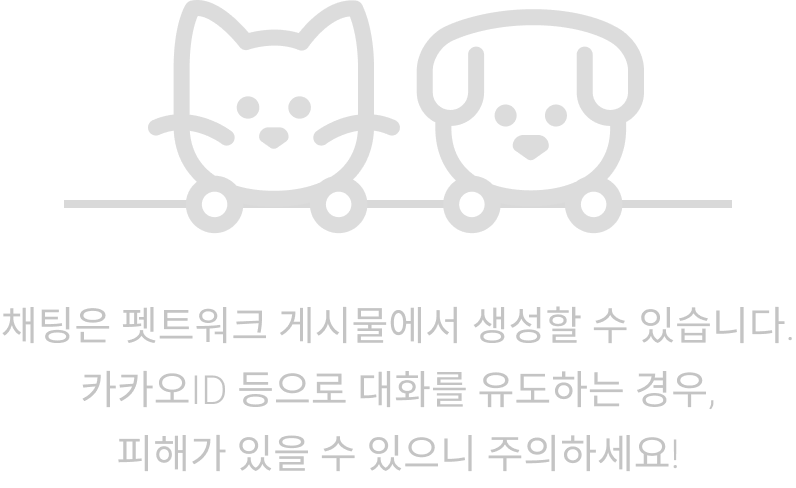 채팅은 펫트워크 게시물에서 생성할 수 있습니다.
카카오ID 등으로 대화를 유도하는 경우,
피해가 있을 수 있으니 주의하세요!